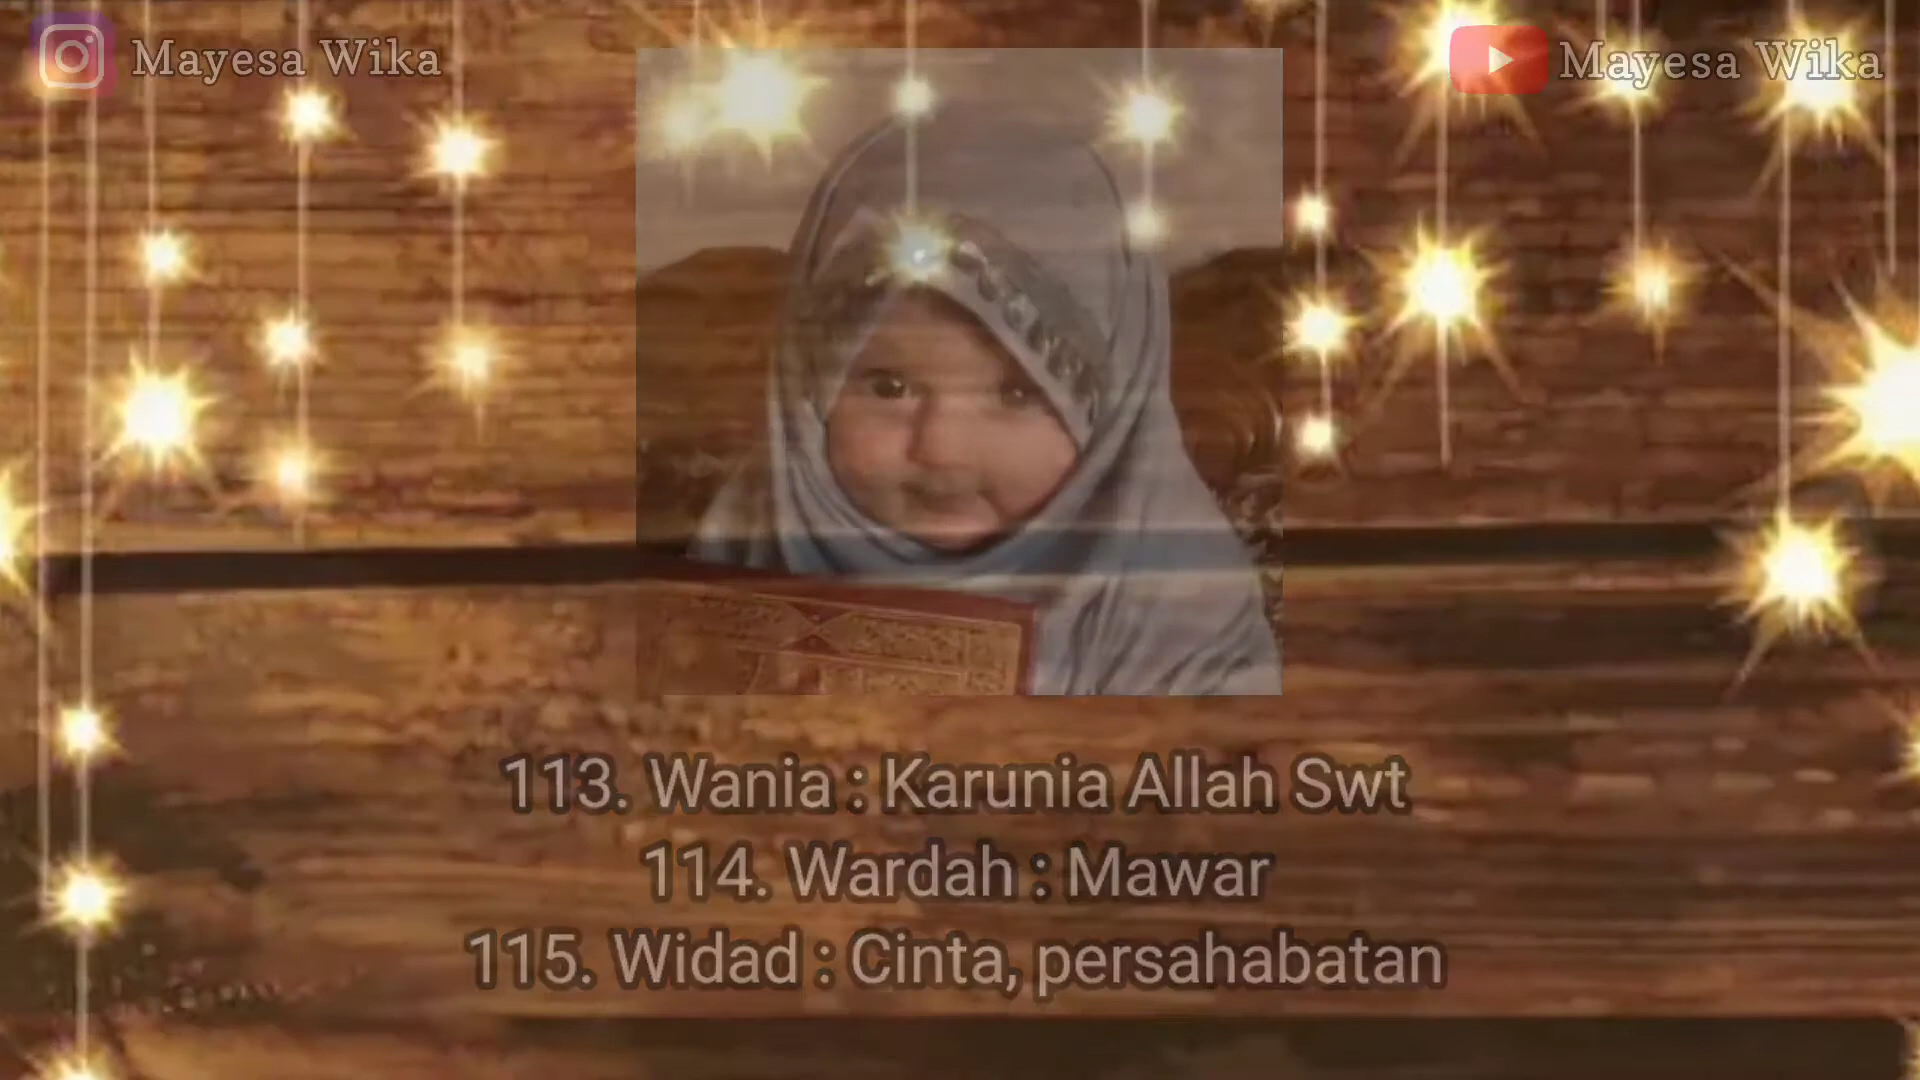 Mayesa Wika
Mayesa Wika
113. Wania : Karunia Allah Swt
114. Wardah : Mawar
115. Widad : Cinta, persahabatan